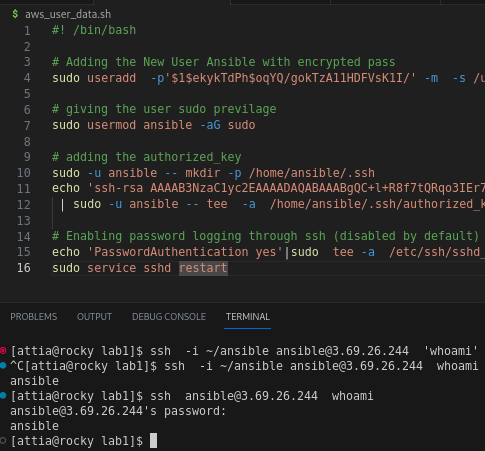 $ aws_user_data.sh
1 #! /bin/bash
2
3 # Adding the New User Ansible with encrypted pass
4 sudo useradd -p'$1$ekykTdPh$oqYQ/gokTzA11HDFVsK1I/' -m -s /u
5
6 # giving the user sudo previlage
7 sudo usermod ansible -aG sudo
8
9 # adding the authorized_key
10 sudo -u ansible -- mkdir -p /home/ansible/.ssh
11 echo 'ssh-rsa AAAAB3NzaC1yc2EAAAADAQABAAABgQC+l+R8f7tQRqo3IEr7
12 | sudo -u ansible -- tee -a /home/ansible/.ssh/authorized_k
13
14 # Enabling password logging through ssh (disabled by default)
15 echo 'PasswordAuthentication yes'|sudo tee -a /etc/ssh/sshd_
16 sudo service sshd restart
PROBLEMS OUTPUT DEBUG CONSOLE TERMINAL
[attia@rocky lab1]$ ssh -i ~/ansible ansible@3.69.26.244 'whoami'
^C[attia@rocky lab1]$ ssh -i ~/ansible ansible@3.69.26.244 whoami
ansible
[attia@rocky lab1]$ ssh ansible@3.69.26.244 whoami
ansible@3.69.26.244's password:
ansible
[attia@rocky lab1]$